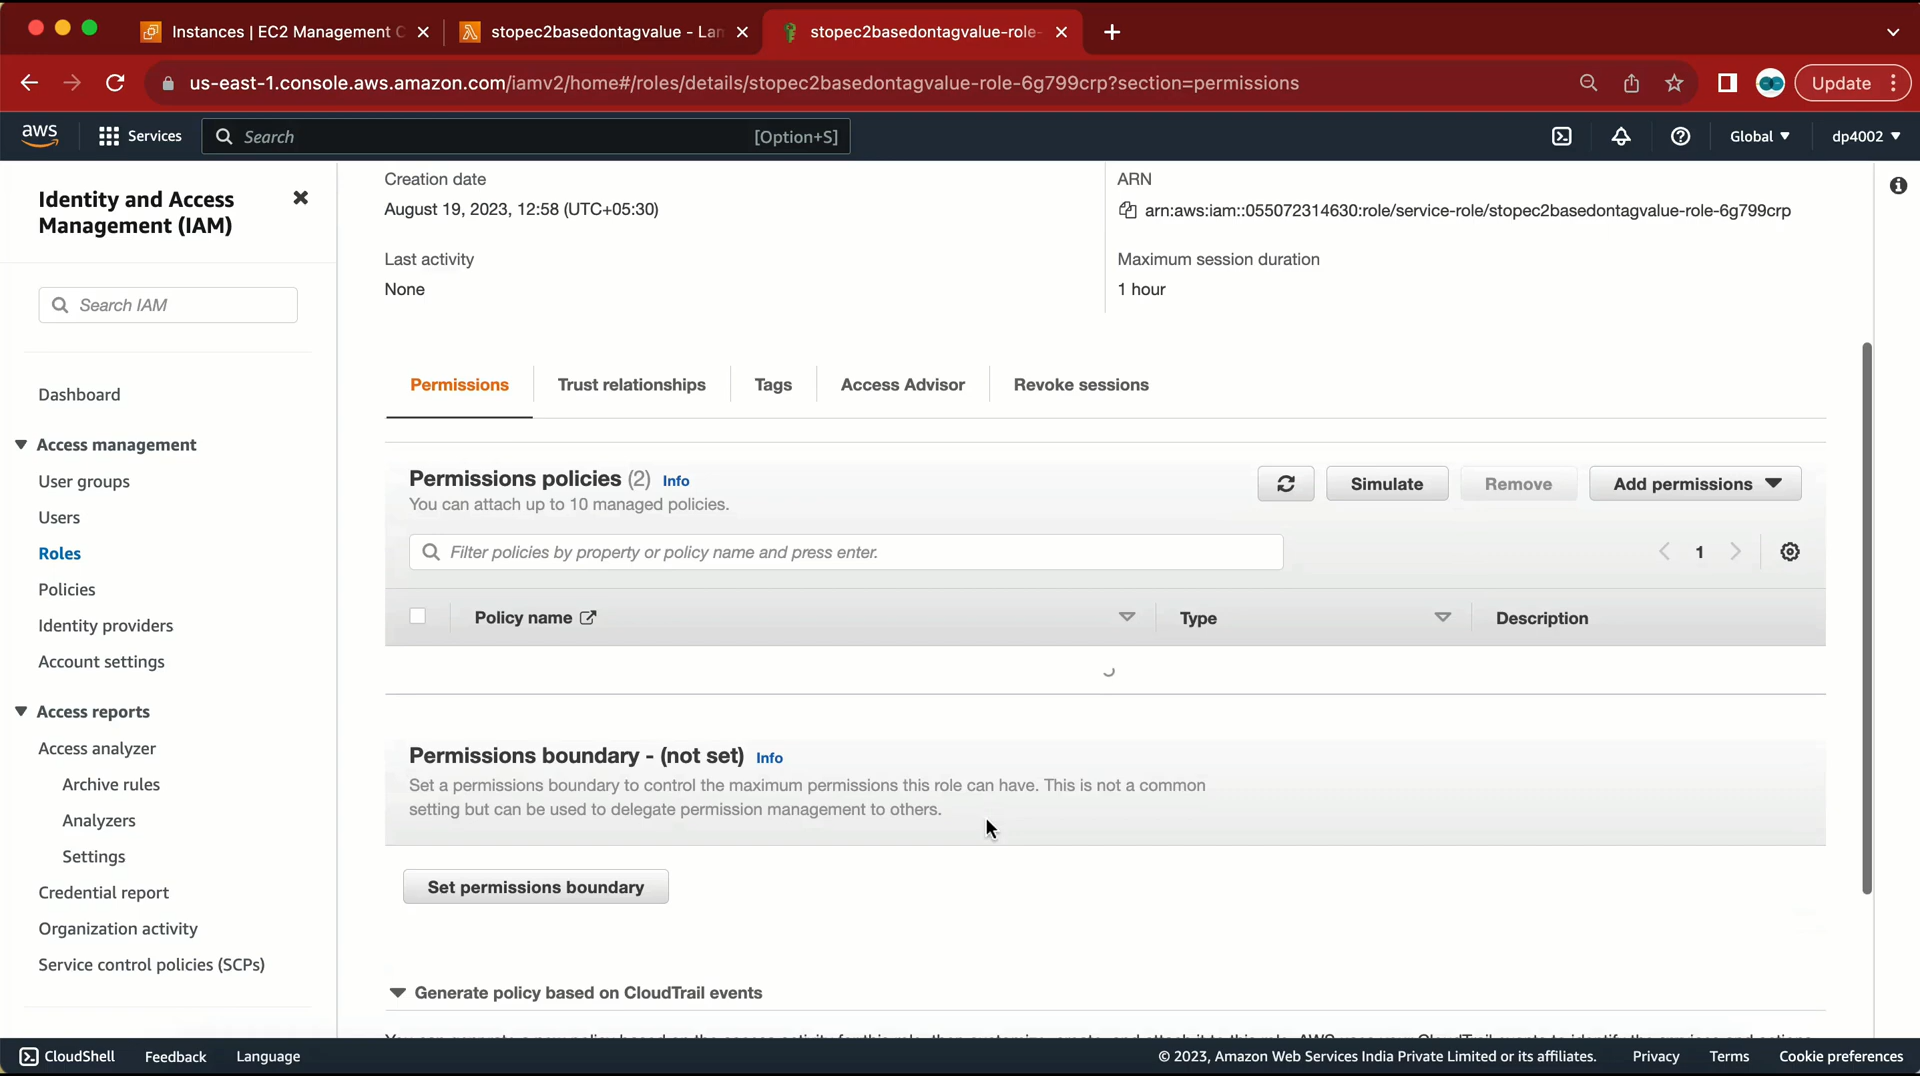 Instances | EC2 Management C
stopec2basedontagvalue - Lam
stopec2basedontagvalue-role-
us-east-1.console.aws.amazon.com/iamv2/home#/roles/details/stopec2basedontagvalue-role-6g799crp?section=permissions
Update
aws
Services
Search
[Option+S]
Global
dp4002
Identity and Access
Management (IAM)
Search IAM
Dashboard
Access management
User groups
Users
Roles
Policies
Identity providers
Account settings
Access reports
Access analyzer
Archive rules
Analyzers
Settings
Credential report
Organization activity
Service control policies (SCPs)
Creation date
August 19, 2023, 12:58 (UTC+05:30)
ARN
arn:aws:iam::055072314630:role/service-role/stopec2basedontagvalue-role-6g799crp
Last activity
None
Maximum session duration
1 hour
Permissions
Trust relationships
Tags
Access Advisor
Revoke sessions
Permissions policies (2) Info
You can attach up to 10 managed policies.
Simulate
Remove
Add permissions
Filter policies by property or policy name and press enter.
1
Policy name
Type
Description
Permissions boundary - (not set) Info
Set a permissions boundary to control the maximum permissions this role can have. This is not a common
setting but can be used to delegate permission management to others.
Set permissions boundary
Generate policy based on CloudTrail events
CloudShell
Feedback
Language
© 2023, Amazon Web Services India Private Limited or its affiliates.
Privacy
Terms
Cookie preferences